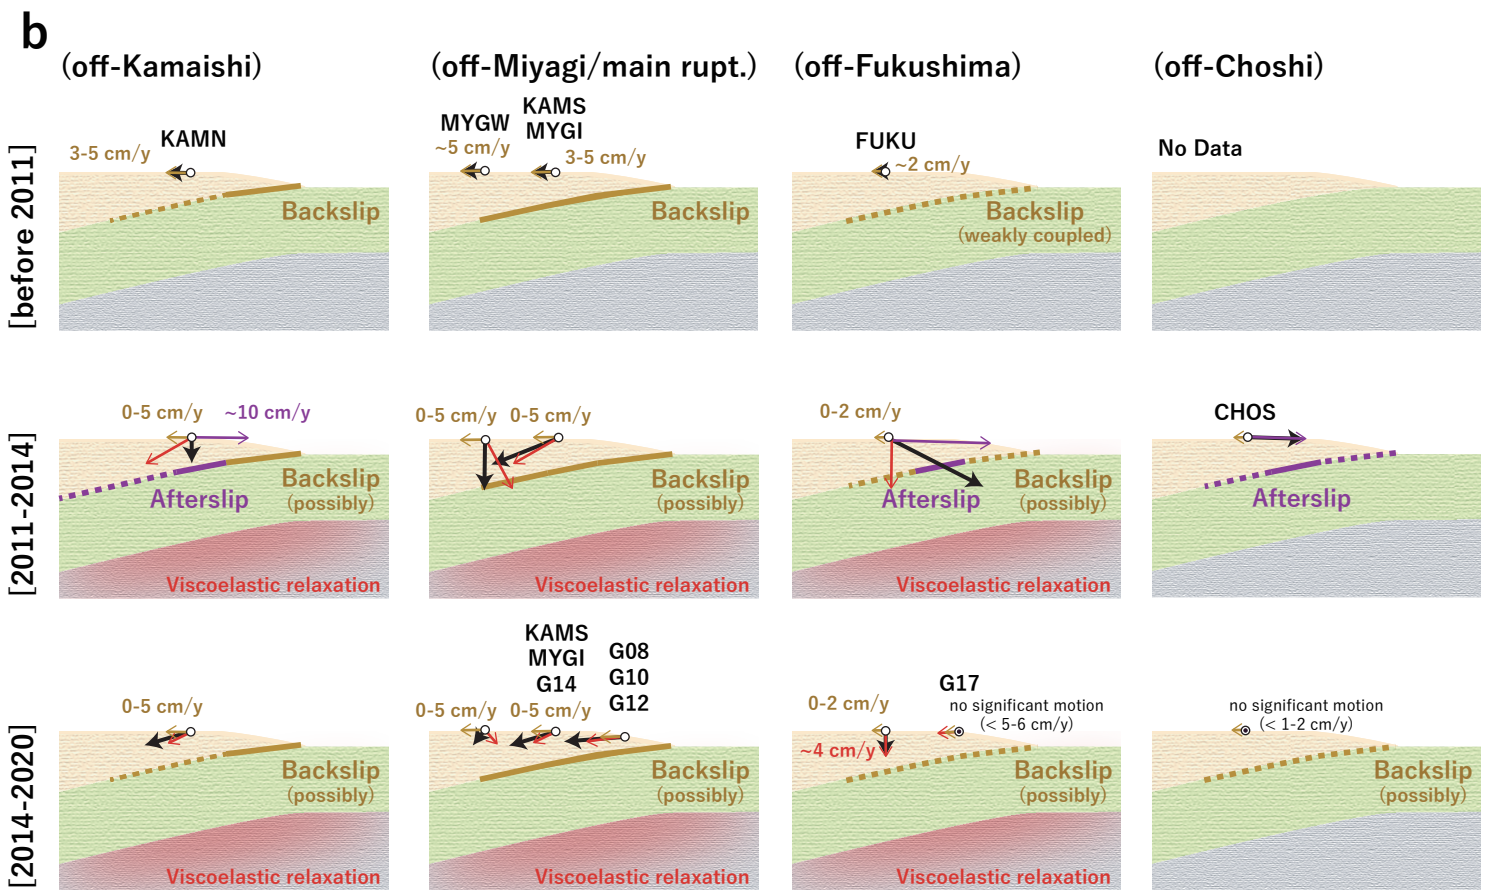 b
(off-Kamaishi)
(off-Miyagi/main rupt.)
(off-Fukushima)
(off-Choshi)
[before 2011]
KAMN
3-5 cm/y
Backslip
MYGW
~5 cm/y
KAMS
MYGI
3-5 cm/y
Backslip
FUKU
~2 cm/y
Backslip
(weakly coupled)
No Data
[2011-2014]
0-5 cm/y
~10 cm/y
Afterslip
Backslip
(possibly)
Viscoelastic relaxation
0-5 cm/y
0-5 cm/y
Backslip
(possibly)
Viscoelastic relaxation
0-2 cm/y
Afterslip
Backslip
(possibly)
Viscoelastic relaxation
CHOS
Afterslip
[2014-2020]
0-5 cm/y
Backslip
(possibly)
Viscoelastic relaxation
KAMS
MYGI
G14
G08
G10
G12
0-5 cm/y
0-5 cm/y
Backslip
(possibly)
Viscoelastic relaxation
0-2 cm/y
~4 cm/y
G17
no significant motion
(< 5-6 cm/y)
Backslip
(possibly)
Viscoelastic relaxation
no significant motion
(< 1-2 cm/y)
Backslip
(possibly)